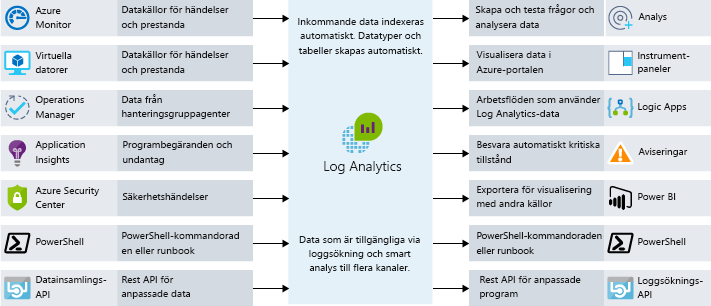 Azure
Monitor
Datakällor för händelser
och prestanda
Virtuella
datorer
Datakällor för händelser
och prestanda
Operations
Manager
Data från
hanteringsgruppagenter
Application
Insights
Programbegäranden och
undantag
Azure Security
Center
Säkerhetshändelser
PowerShell
PowerShell-kommandorad
en eller runbook
Datainsamlings-
API
Rest API för
anpassade data
Inkommande data indexeras
automatiskt. Datatyper och
tabeller skapas automatiskt.
Log Analytics
Data som är tillgängliga via
loggsökning och smart
analys till flera kanaler.
Skapa och testa frågor och
analysera data
Analys
Visualisera data i
Azure-portalen
Instrument-
paneler
Arbetsflöden som använder
Log Analytics-data
Logic Apps
Besvara automatiskt kritiska
tillstånd
Aviseringar
Exportera för visualisering
med andra källor
Power BI
PowerShell-kommandoraden
eller runbook
PowerShell
Rest API för anpassade
program
Loggsöknings-
API